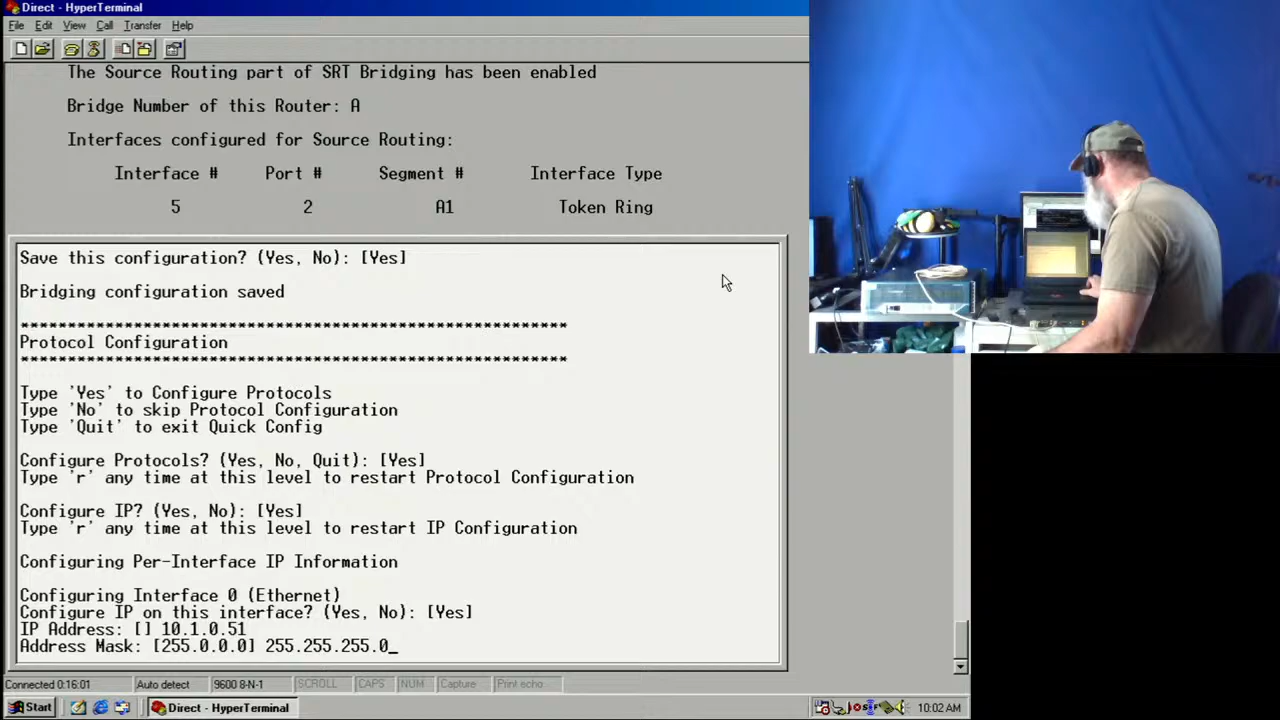 Direct - HyperTerminal
File Edit View Call Transfer Help
The Source Routing part of SRT Bridging has been enabled
Bridge Number of this Router: A
Interfaces configured for Source Routing:
Interface # Port # Segment # Interface Type
5 2 A1 Token Ring
Save this configuration? (Yes, No): [Yes]
Bridging configuration saved
**********************************************************
Protocol Configuration
**********************************************************
Type 'Yes' to Configure Protocols
Type 'No' to skip Protocol Configuration
Type 'Quit' to exit Quick Config
Configure Protocols? (Yes, No, Quit): [Yes]
Type 'r' any time at this level to restart Protocol Configuration
Configure IP? (Yes, No): [Yes]
Type 'r' any time at this level to restart IP Configuration
Configuring Per-Interface IP Information
Configuring Interface 0 (Ethernet)
Configure IP on this interface? (Yes, No): [Yes]
IP Address: [] 10.1.0.51
Address Mask: [255.0.0.0] 255.255.255.0_
Connected 0:16:01 Auto detect 9600 8-N-1 SCROLL CAPS NUM Capture Print echo
Start Direct - HyperTerminal 10:02 AM